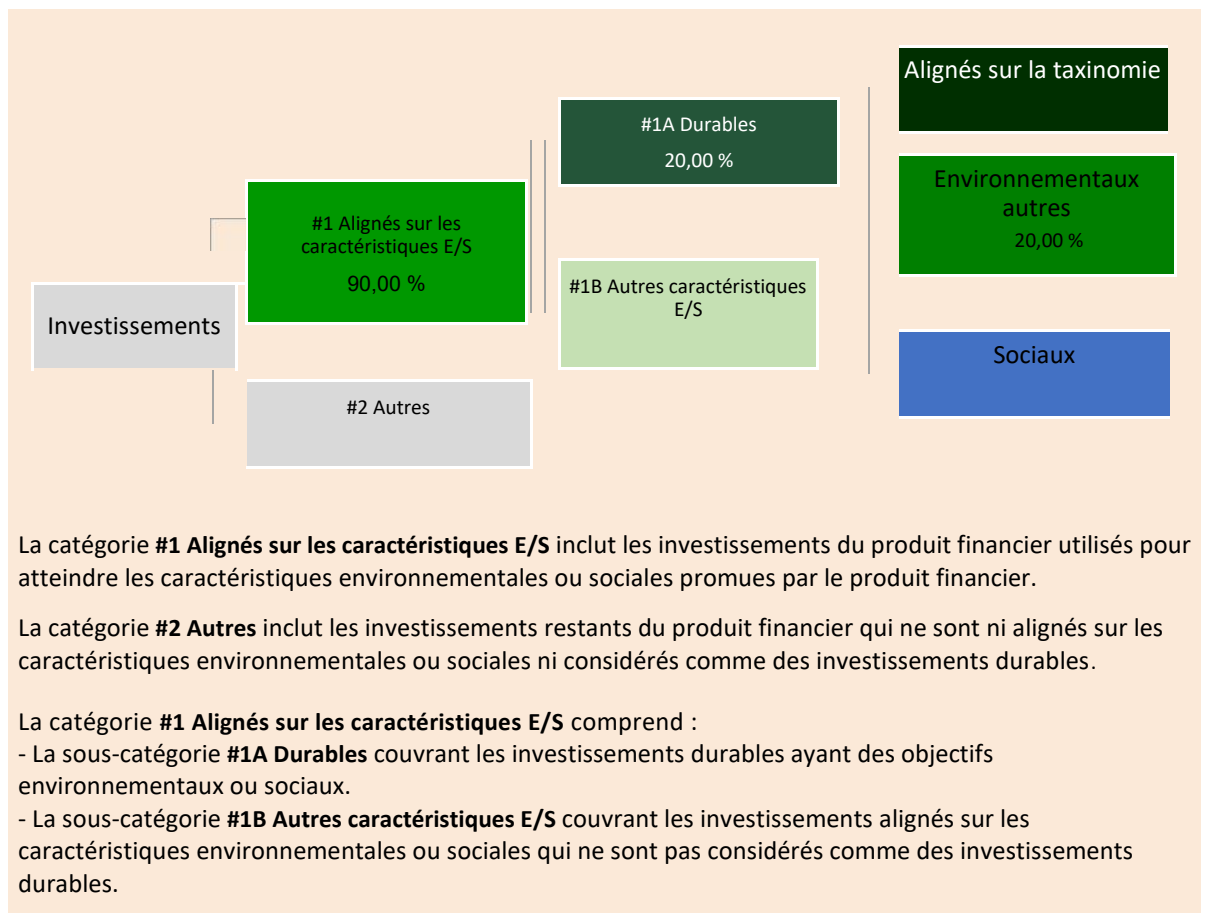 Investissements
#1 Alignés sur les
caractéristiques E/S
90,00 %
#2 Autres
#1A Durables
20,00 %
#1B Autres caractéristiques
E/S
Alignés sur la taxinomie
Environnementaux
autres
20,00 %
Sociaux
La catégorie #1 Alignés sur les caractéristiques E/S inclut les investissements du produit financier utilisés pour
atteindre les caractéristiques environnementales ou sociales promues par le produit financier.
La catégorie #2 Autres inclut les investissements restants du produit financier qui ne sont ni alignés sur les
caractéristiques environnementales ou sociales ni considérés comme des investissements durables.
La catégorie #1 Alignés sur les caractéristiques E/S comprend :
- La sous-catégorie #1A Durables couvrant les investissements durables ayant des objectifs
environnementaux ou sociaux.
- La sous-catégorie #1B Autres caractéristiques E/S couvrant les investissements alignés sur les
caractéristiques environnementales ou sociales qui ne sont pas considérés comme des investissements
durables.